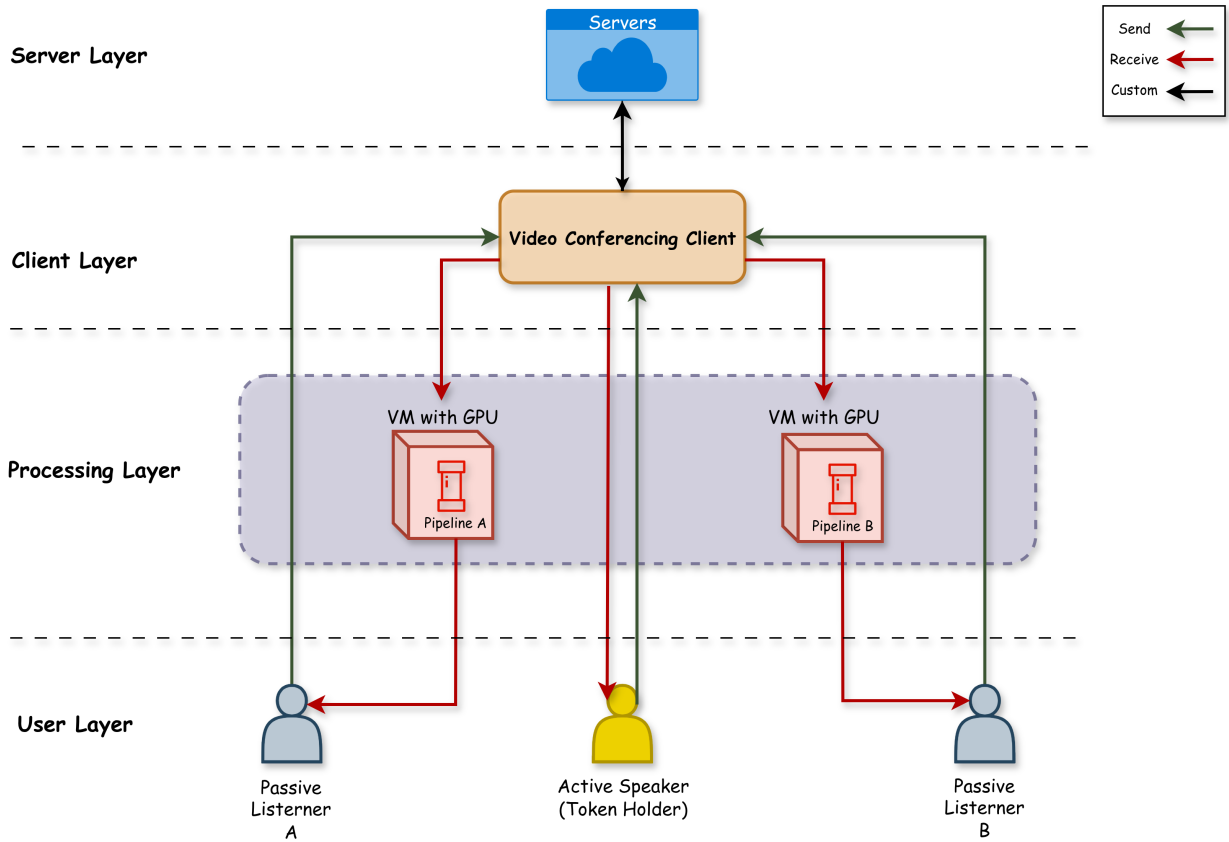 Servers
Send
Receive
Custom
Server Layer
Video Conferencing Client
Client Layer
VM with GPU
VM with GPU
Processing Layer
i
i
Pipeline A
Pipeline B
User Layer
Passive
Listerner
A
Active Speaker
(Token Holder)
Passive
Listerner
B